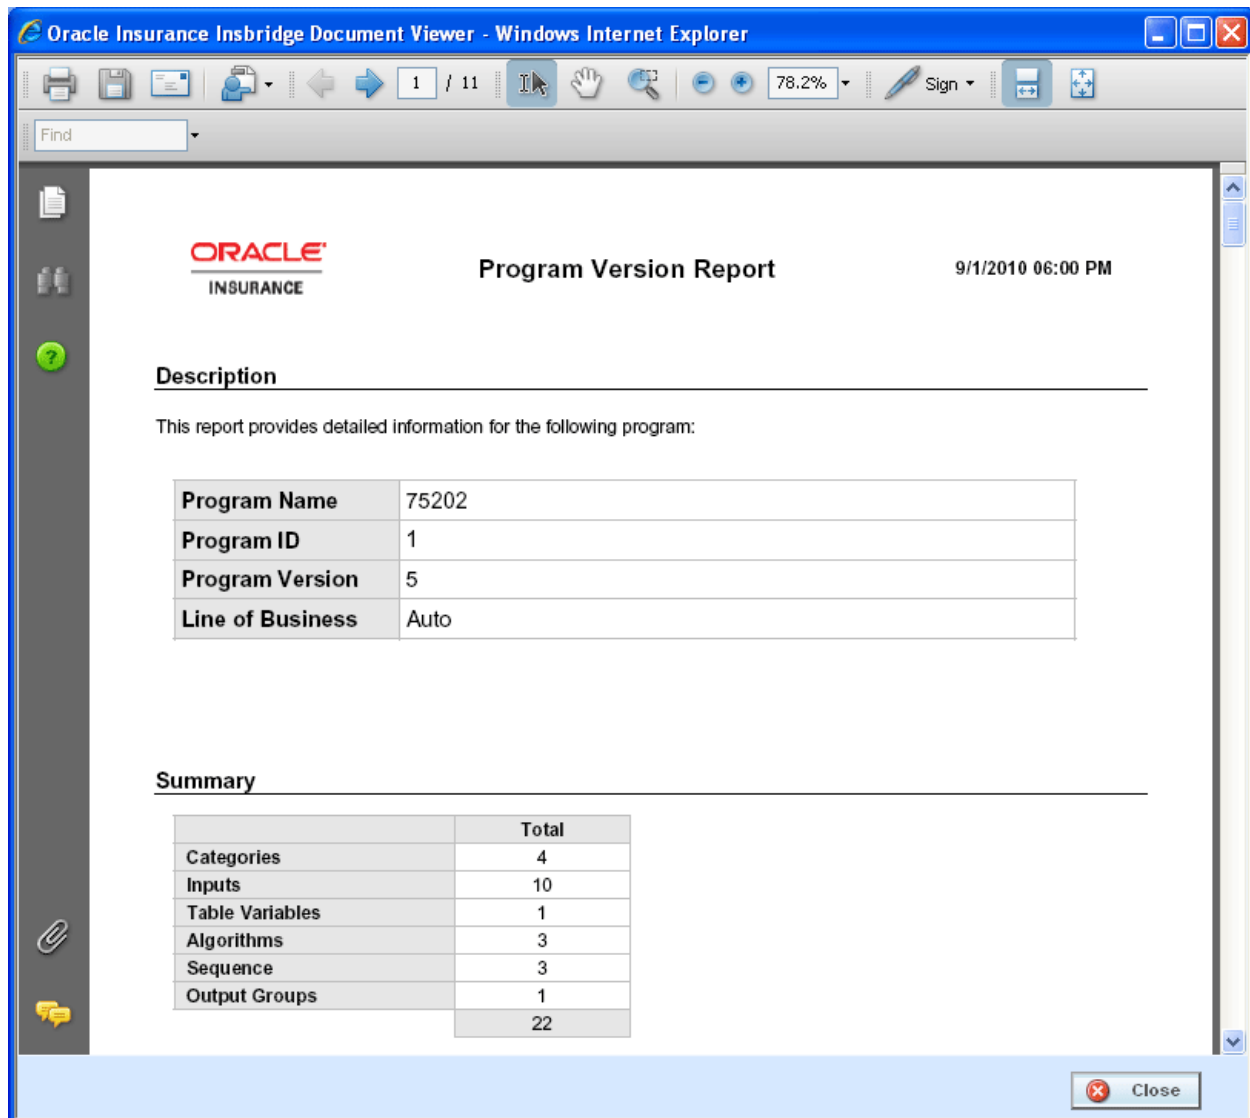 Oracle Insurance Insbridge Document Viewer - Windows Internet Explorer
1 / 11 78.2% Sign
Find
ORACLE
INSURANCE
Program Version Report
9/1/2010 06:00 PM
Description
This report provides detailed information for the following program:
Program Name 75202
Program ID 1
Program Version 5
Line of Business Auto
Summary
Total
Categories 4
Inputs 10
Table Variables 1
Algorithms 3
Sequence 3
Output Groups 1
22
Close